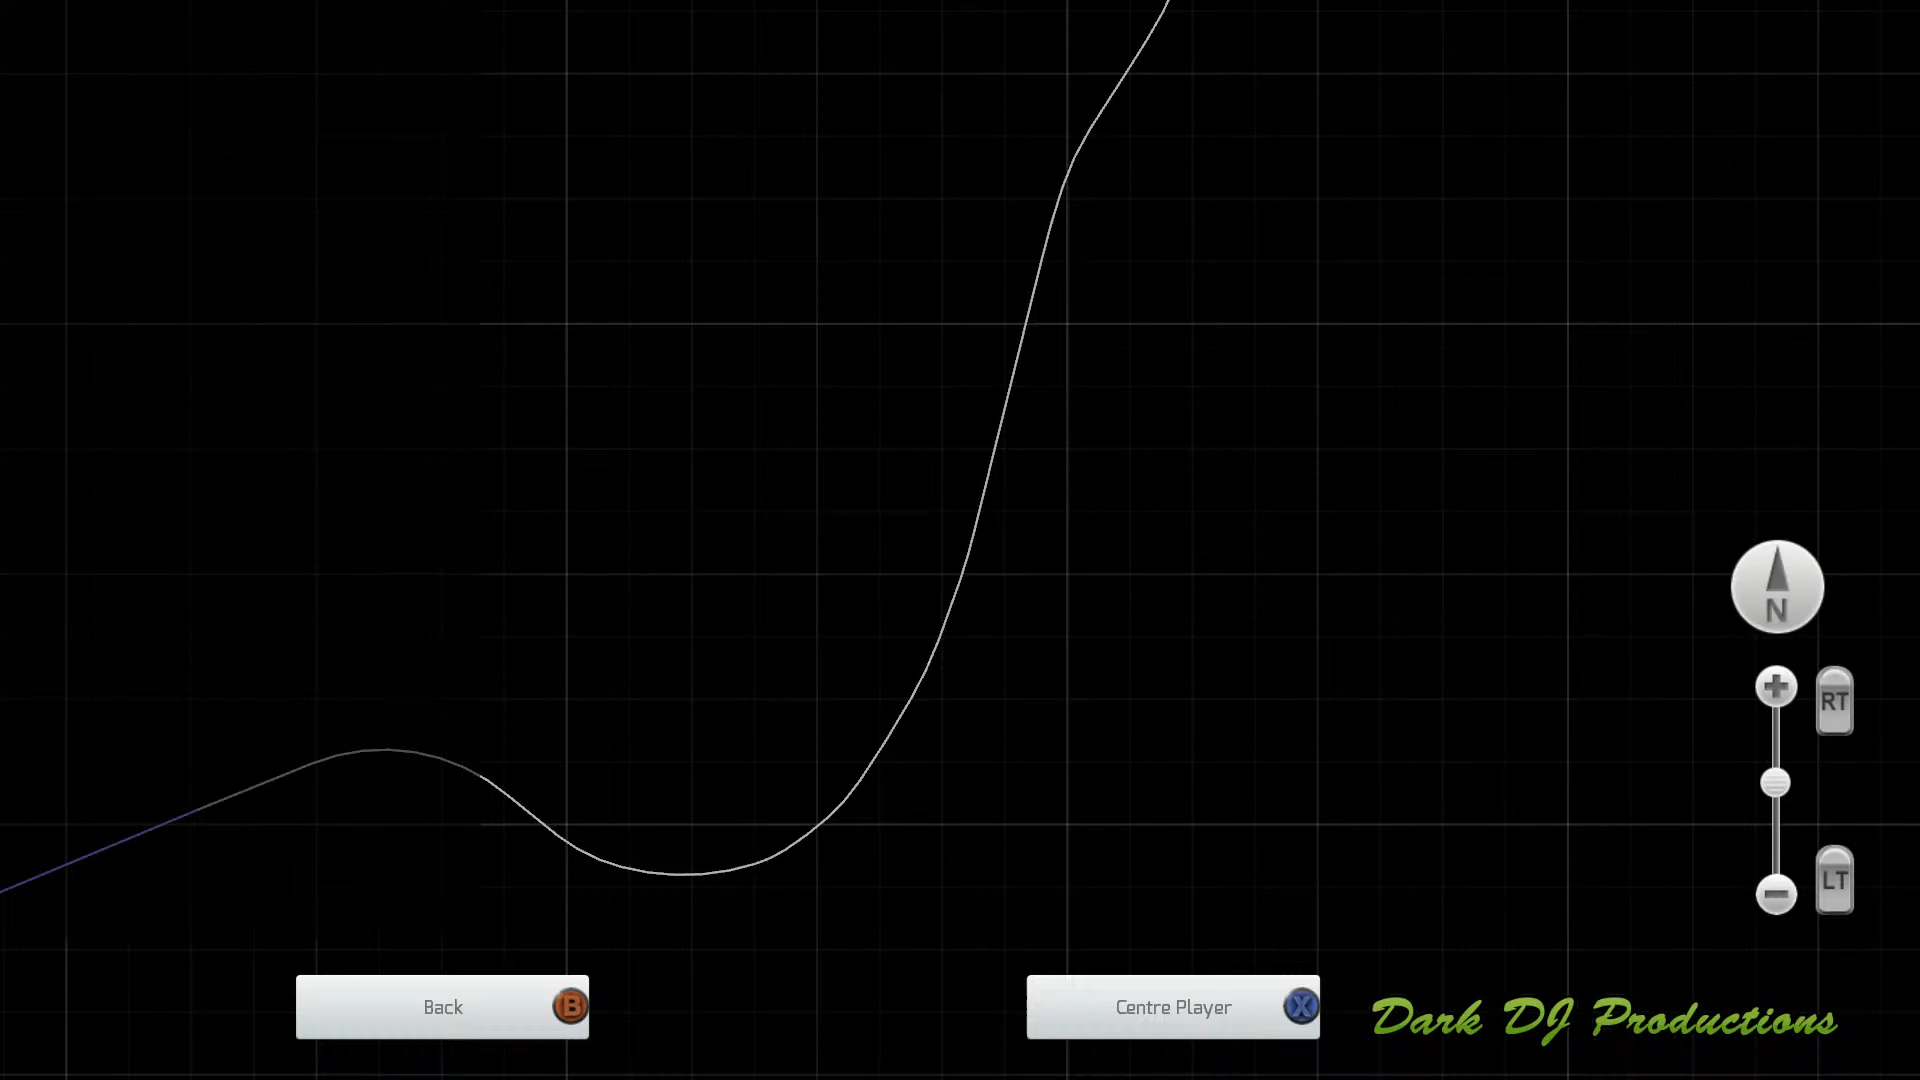 N
RT
LT
Back B
Centre Player X
Dark DJ Productions